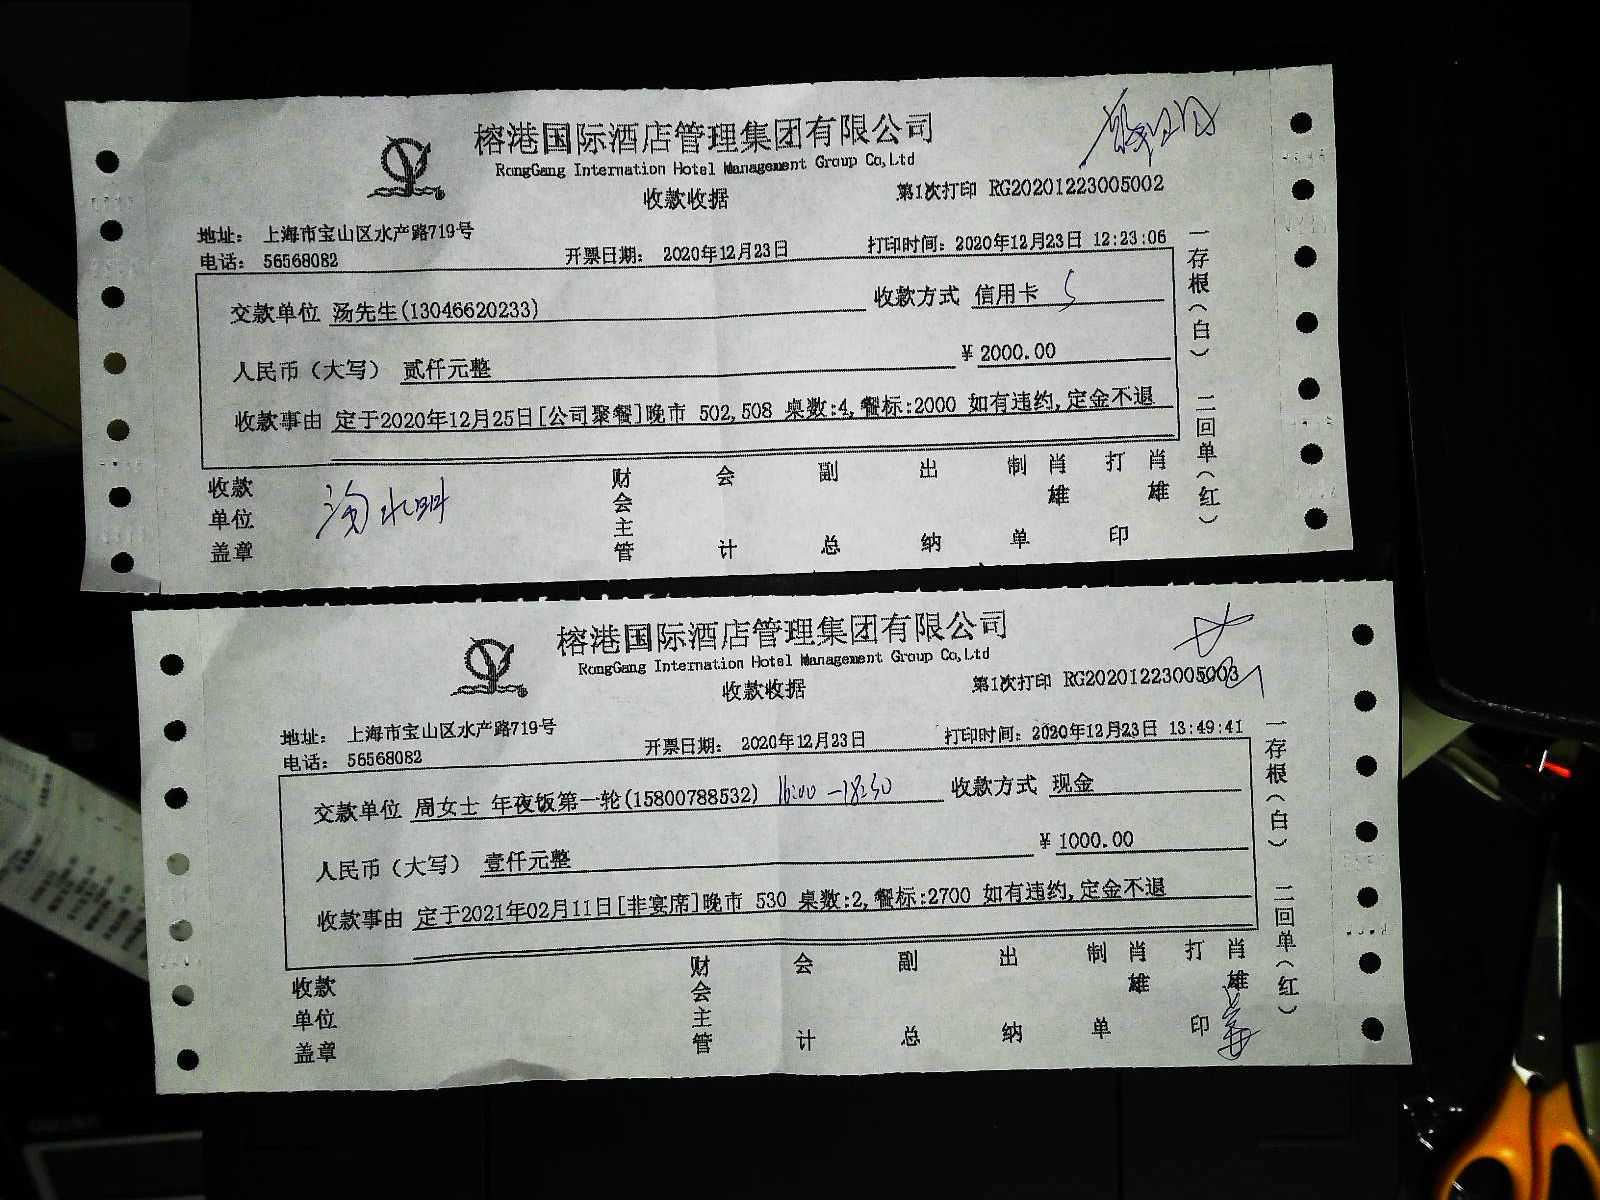 榕港国际酒店管理集团有限公司
RongGang Internation Hotel Management Group Co,Ltd
收款收据
第1次打印 RG20201223005002
地址： 上海市宝山区水产路719号
电话： 56568082
开票日期： 2020年12月23日
打印时间：2020年12月23日 12:23:06
交款单位 汤先生(13046620233)
收款方式 信用卡
人民币（大写） 贰仟元整
¥ 2000.00
收款事由 定于2020年12月25日[公司聚餐]晚市 502,508 桌数:4,餐标:2000 如有违约,定金不退
收款单位盖章
财会主管 会计 副总 出纳 制单 肖雄 打印 肖雄
一存根（白） 二回单（红）
榕港国际酒店管理集团有限公司
RongGang Internation Hotel Management Group Co,Ltd
收款收据
第1次打印 RG20201223005003
地址： 上海市宝山区水产路719号
电话： 56568082
开票日期： 2020年12月23日
打印时间：2020年12月23日 13:49:41
交款单位 周女士 年夜饭第一轮(15800788532) 16:00-18:30
收款方式 现金
人民币（大写） 壹仟元整
¥ 1000.00
收款事由 定于2021年02月11日[非宴席]晚市 530 桌数:2,餐标:2700 如有违约,定金不退
收款单位盖章
财会主管 会计 副总 出纳 制单 肖雄 打印 肖雄
一存根（白） 二回单（红）